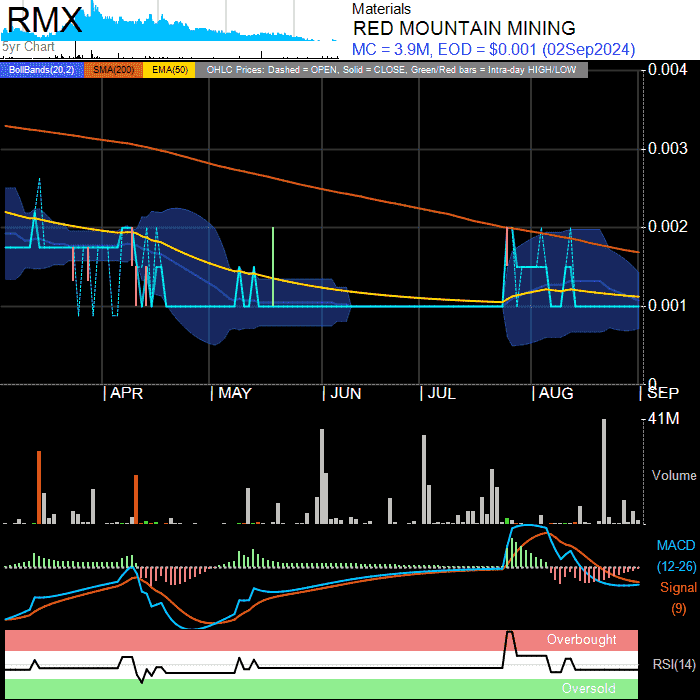 RMX
5yr Chart
Materials
RED MOUNTAIN MINING
MC = 3.9M, EOD = $0.001 (02Sep2024)
BollBands(20,2) SMA(200) EMA(50) OHLC Prices: Dashed = OPEN, Solid = CLOSE, Green/Red bars = Intra-day HIGH/LOW
0.004
0.003
0.002
0.001
0
APR MAY JUN JUL AUG SEP
41M
Volume
MACD
(12-26)
Signal
(9)
Overbought
RSI(14)
Oversold